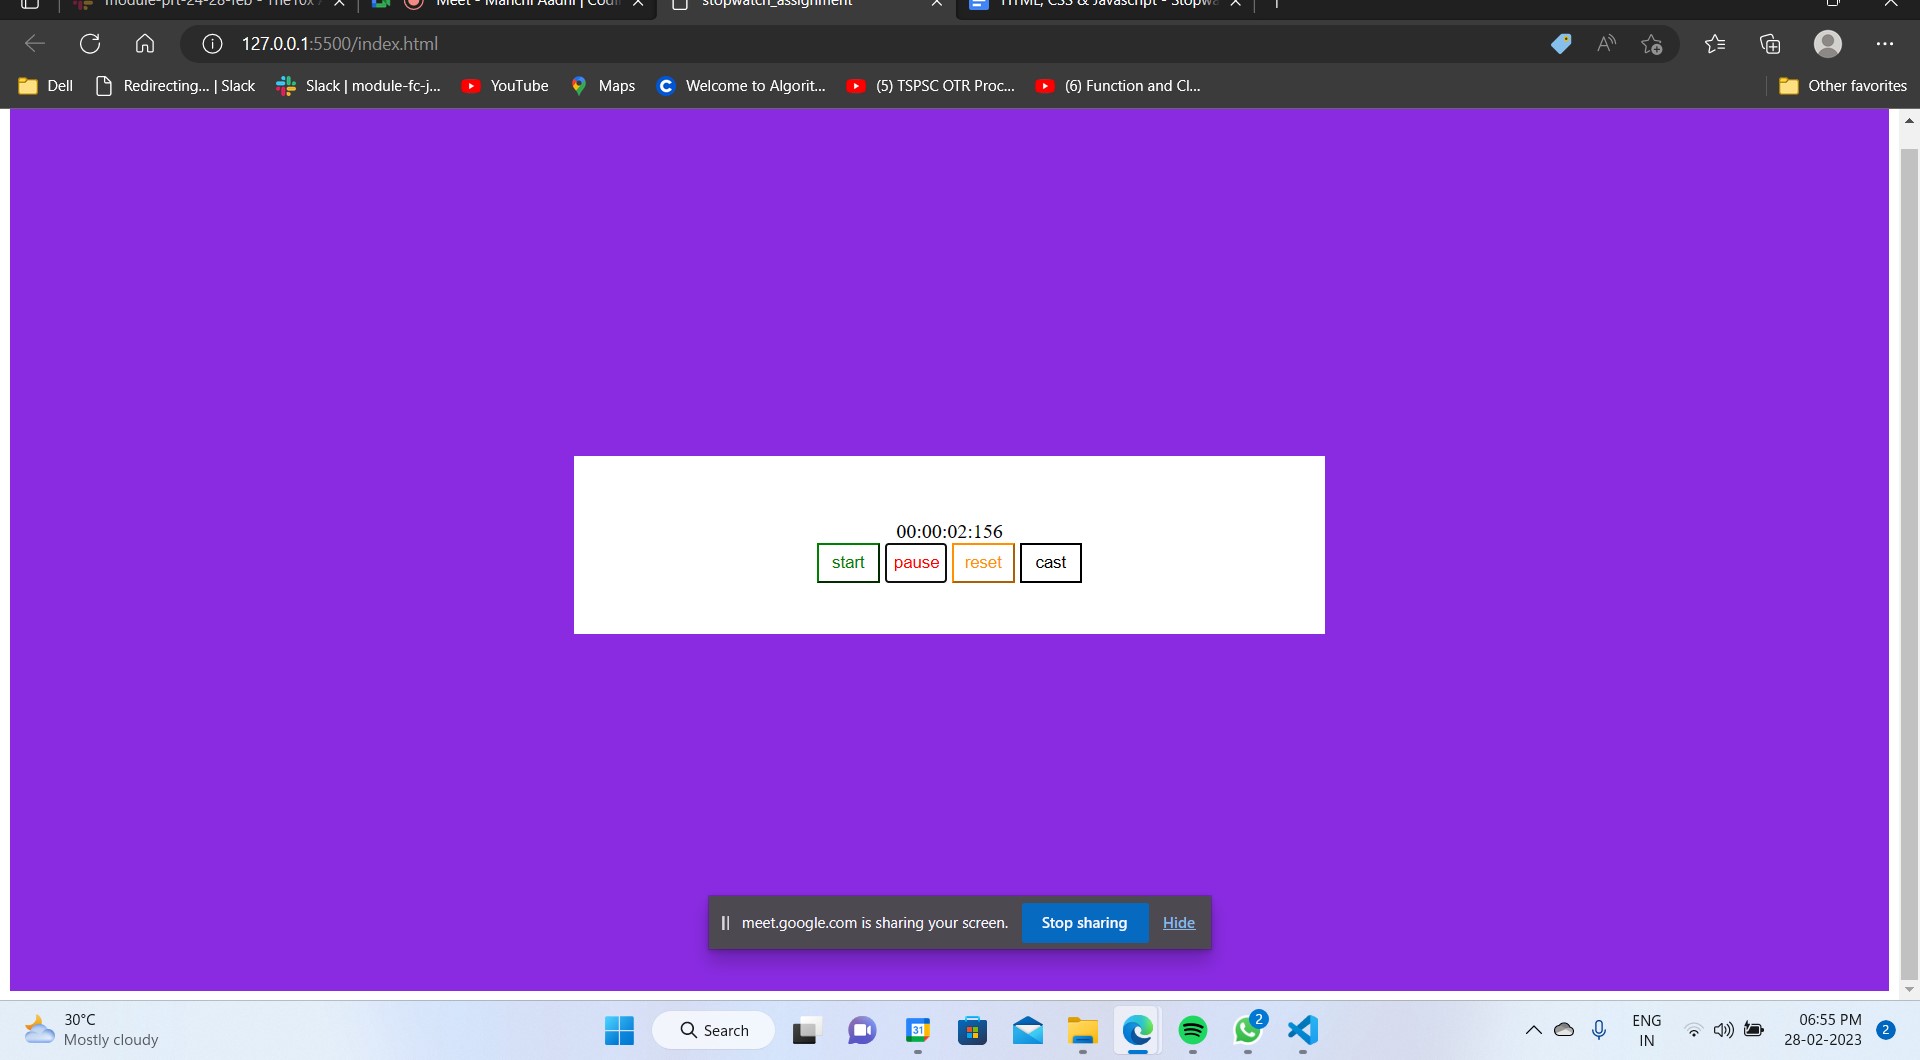 module-prt-24-28-feb - The10x
Meet - Manchi Aadhi | Codi
stopwatch_assignment
HTML, CSS & Javascript - Stopwa
127.0.0.1:5500/index.html
Dell
Redirecting... | Slack
Slack | module-fc-j...
YouTube
Maps
Welcome to Algorit...
(5) TSPSC OTR Proc...
(6) Function and Cl...
Other favorites
00:00:02:156
start
pause
reset
cast
meet.google.com is sharing your screen.
Stop sharing
Hide
30°C
Mostly cloudy
Search
31
2
ENG
IN
06:55 PM
28-02-2023
2